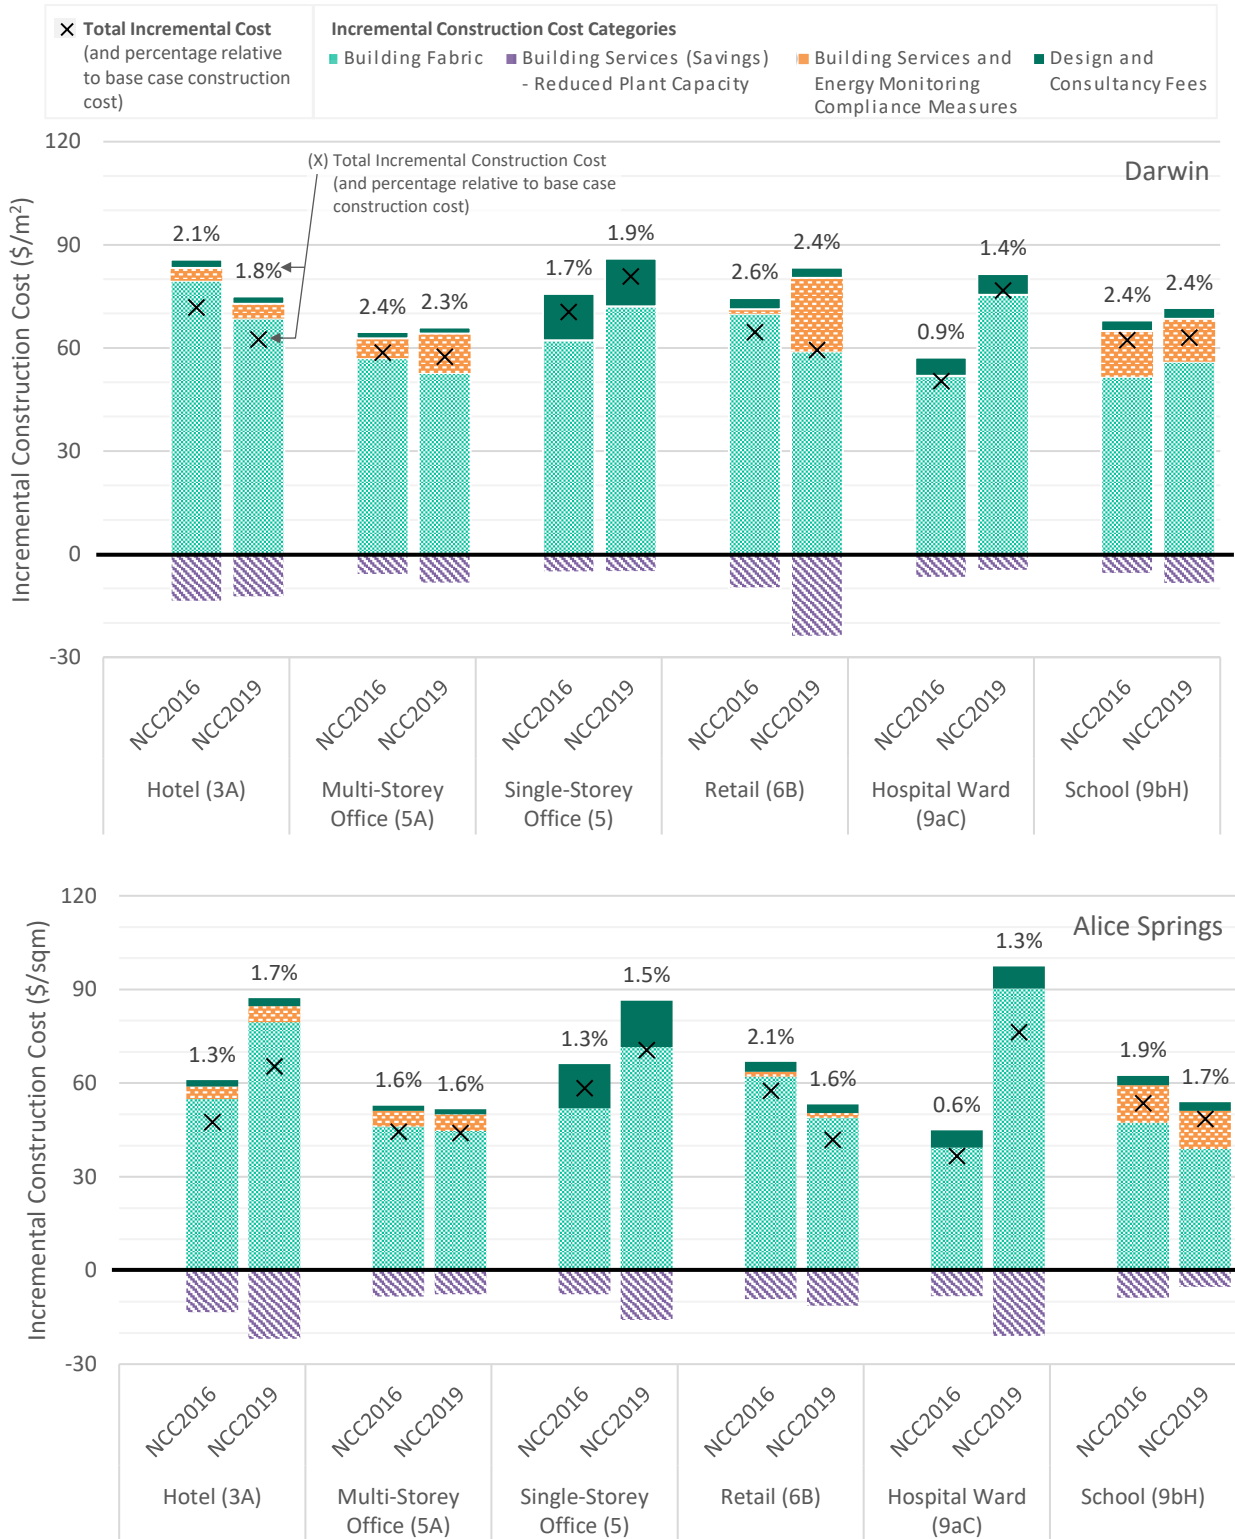 Total Incremental Cost
(and percentage relative
to base case construction
cost)
Incremental Construction Cost Categories
Building Fabric
Building Services (Savings)
- Reduced Plant Capacity
Building Services and
Energy Monitoring
Compliance Measures
Design and
Consultancy Fees
Incremental Construction Cost ($/m²)
120
90
60
30
0
-30
Darwin
(X) Total Incremental Construction Cost
(and percentage relative to base case
construction cost)
2.1%
1.8%
2.4%
2.3%
1.7%
1.9%
2.6%
2.4%
0.9%
1.4%
2.4%
2.4%
NCC2016
NCC2019
NCC2016
NCC2019
NCC2016
NCC2019
NCC2016
NCC2019
NCC2016
NCC2019
NCC2016
NCC2019
Hotel (3A)
Multi-Storey
Office (5A)
Single-Storey
Office (5)
Retail (6B)
Hospital Ward
(9aC)
School (9bH)
Incremental Construction Cost ($/sqm)
120
90
60
30
0
-30
Alice Springs
1.3%
1.7%
1.6%
1.6%
1.3%
1.5%
2.1%
1.6%
0.6%
1.3%
1.9%
1.7%
NCC2016
NCC2019
NCC2016
NCC2019
NCC2016
NCC2019
NCC2016
NCC2019
NCC2016
NCC2019
NCC2016
NCC2019
Hotel (3A)
Multi-Storey
Office (5A)
Single-Storey
Office (5)
Retail (6B)
Hospital Ward
(9aC)
School (9bH)